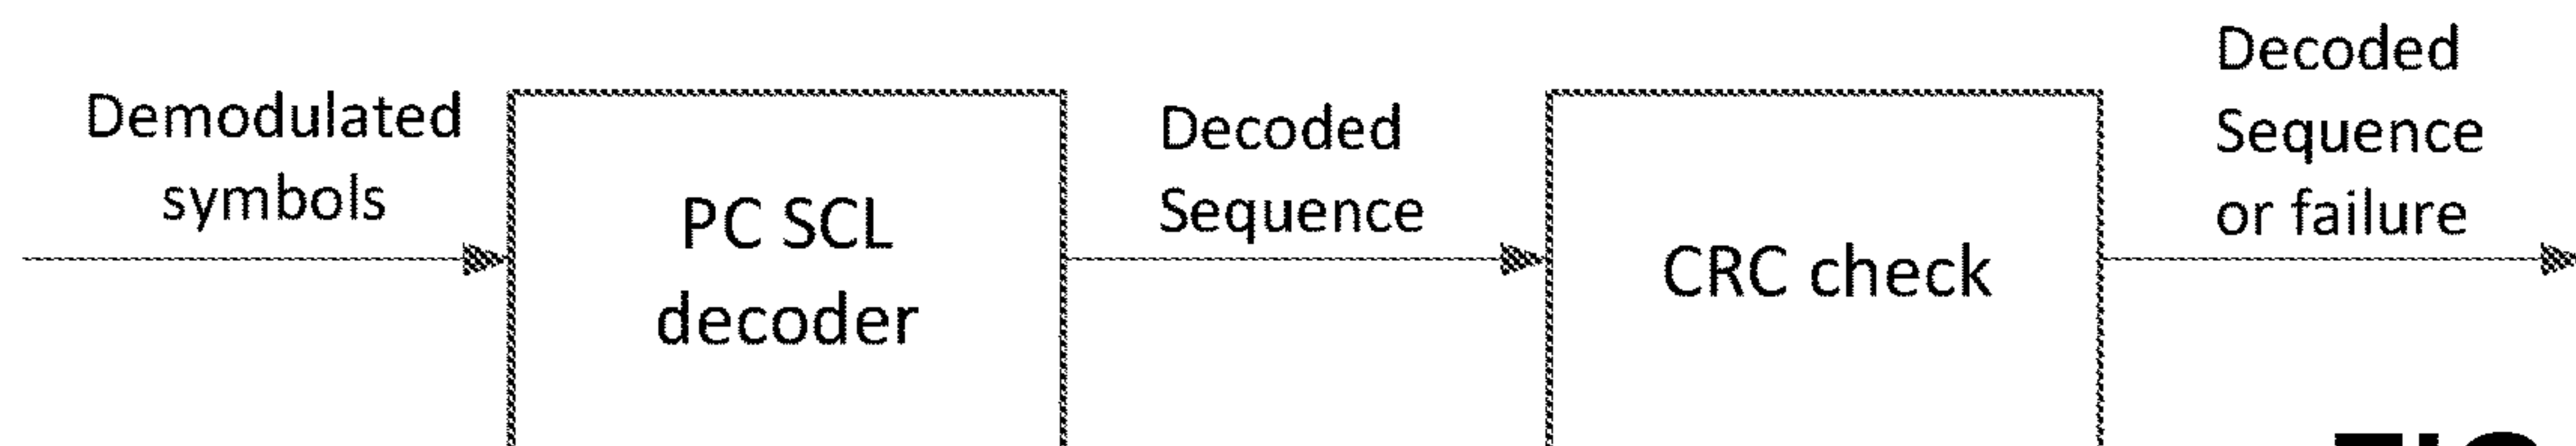 Demodulated
symbols
PC SCL
decoder
Decoded
Sequence
CRC check
Decoded
Sequence
or failure